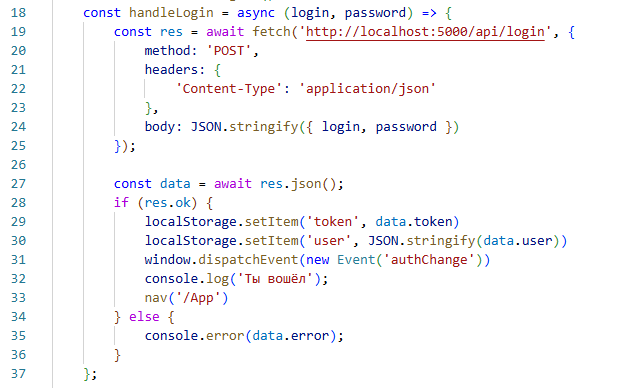 18 const handleLogin = async (login, password) => {
19 const res = await fetch('http://localhost:5000/api/login', {
20 method: 'POST',
21 headers: {
22 'Content-Type': 'application/json'
23 },
24 body: JSON.stringify({ login, password })
25 });
26
27 const data = await res.json();
28 if (res.ok) {
29 localStorage.setItem('token', data.token)
30 localStorage.setItem('user', JSON.stringify(data.user))
31 window.dispatchEvent(new Event('authChange'))
32 console.log('Ты вошёл');
33 nav('/App')
34 } else {
35 console.error(data.error);
36 }
37 };